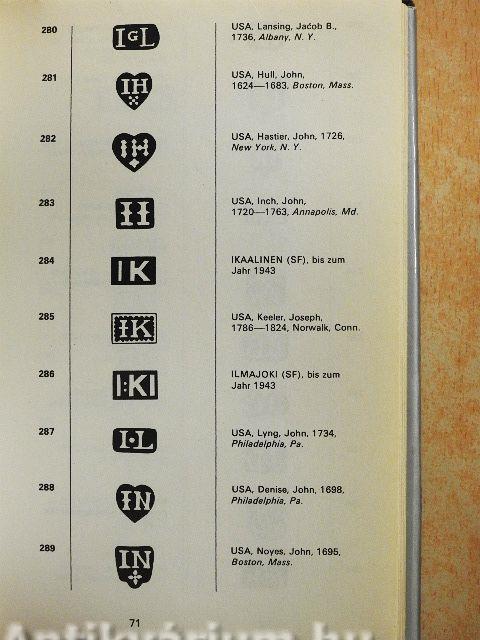 280
IGL
USA, Lansing, Jacob B.,
1736, Albany, N. Y.
281
IH
USA, Hull, John,
1624—1683, Boston, Mass.
282
IH
USA, Hastier, John, 1726,
New York, N. Y.
283
II
USA, Inch, John,
1720—1763, Annapolis, Md.
284
IK
IKAALINEN (SF), bis zum
Jahr 1943
285
IK
USA, Keeler, Joseph,
1786—1824, Norwalk, Conn.
286
I:KI
ILMAJOKI (SF), bis zum
Jahr 1943
287
I·L
USA, Lyng, John, 1734,
Philadelphia, Pa.
288
IN
USA, Denise, John, 1698,
Philadelphia, Pa.
289
IN
USA, Noyes, John, 1695,
Boston, Mass.
71
Antikvárium.hu